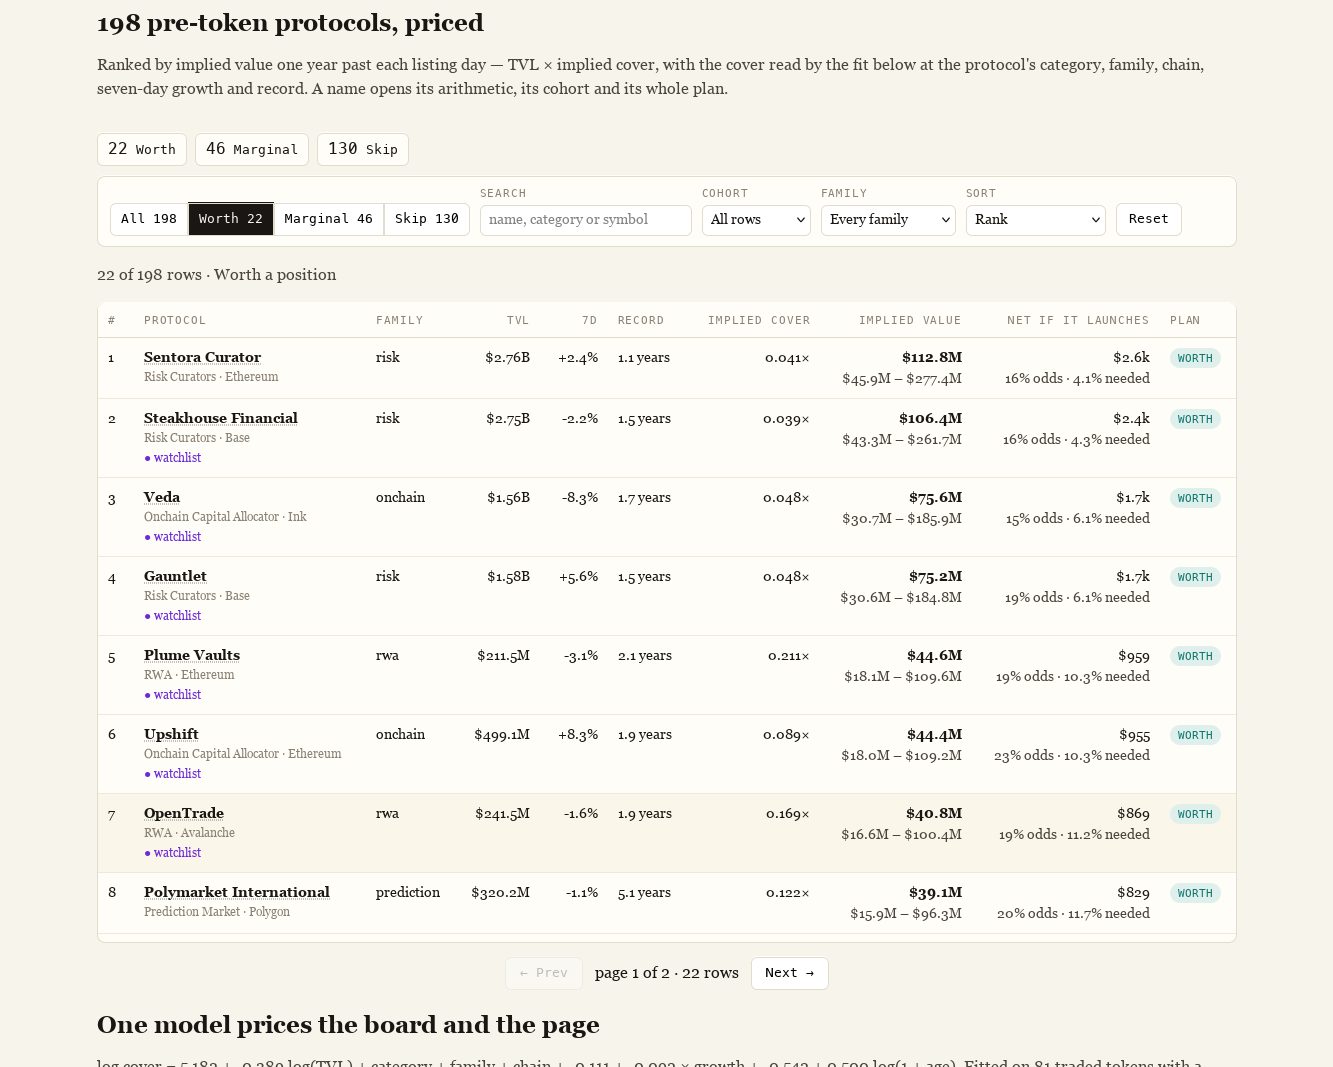 198 pre-token protocols, priced
Ranked by implied value one year past each listing day — TVL × implied cover, with the cover read by the fit below at the protocol's category, family, chain,
seven-day growth and record. A name opens its arithmetic, its cohort and its whole plan.
22 Worth 46 Marginal 130 Skip
SEARCH COHORT FAMILY SORT
All 198 Worth 22 Marginal 46 Skip 130 name, category or symbol All rows Every family Rank Reset
22 of 198 rows · Worth a position
# PROTOCOL FAMILY TVL 7D RECORD IMPLIED COVER IMPLIED VALUE NET IF IT LAUNCHES PLAN
1 Sentora Curator risk $2.76B +2.4% 1.1 years 0.041× $112.8M $2.6k WORTH
Risk Curators · Ethereum $45.9M – $277.4M 16% odds · 4.1% needed
2 Steakhouse Financial risk $2.75B -2.2% 1.5 years 0.039× $106.4M $2.4k WORTH
Risk Curators · Base $43.3M – $261.7M 16% odds · 4.3% needed
● watchlist
3 Veda onchain $1.56B -8.3% 1.7 years 0.048× $75.6M $1.7k WORTH
Onchain Capital Allocator · Ink $30.7M – $185.9M 15% odds · 6.1% needed
● watchlist
4 Gauntlet risk $1.58B +5.6% 1.5 years 0.048× $75.2M $1.7k WORTH
Risk Curators · Base $30.6M – $184.8M 19% odds · 6.1% needed
● watchlist
5 Plume Vaults rwa $211.5M -3.1% 2.1 years 0.211× $44.6M $959 WORTH
RWA · Ethereum $18.1M – $109.6M 19% odds · 10.3% needed
● watchlist
6 Upshift onchain $499.1M +8.3% 1.9 years 0.089× $44.4M $955 WORTH
Onchain Capital Allocator · Ethereum $18.0M – $109.2M 23% odds · 10.3% needed
● watchlist
7 OpenTrade rwa $241.5M -1.6% 1.9 years 0.169× $40.8M $869 WORTH
RWA · Avalanche $16.6M – $100.4M 19% odds · 11.2% needed
● watchlist
8 Polymarket International prediction $320.2M -1.1% 5.1 years 0.122× $39.1M $829 WORTH
Prediction Market · Polygon $15.9M – $96.3M 20% odds · 11.7% needed
← Prev page 1 of 2 · 22 rows Next →
One model prices the board and the page